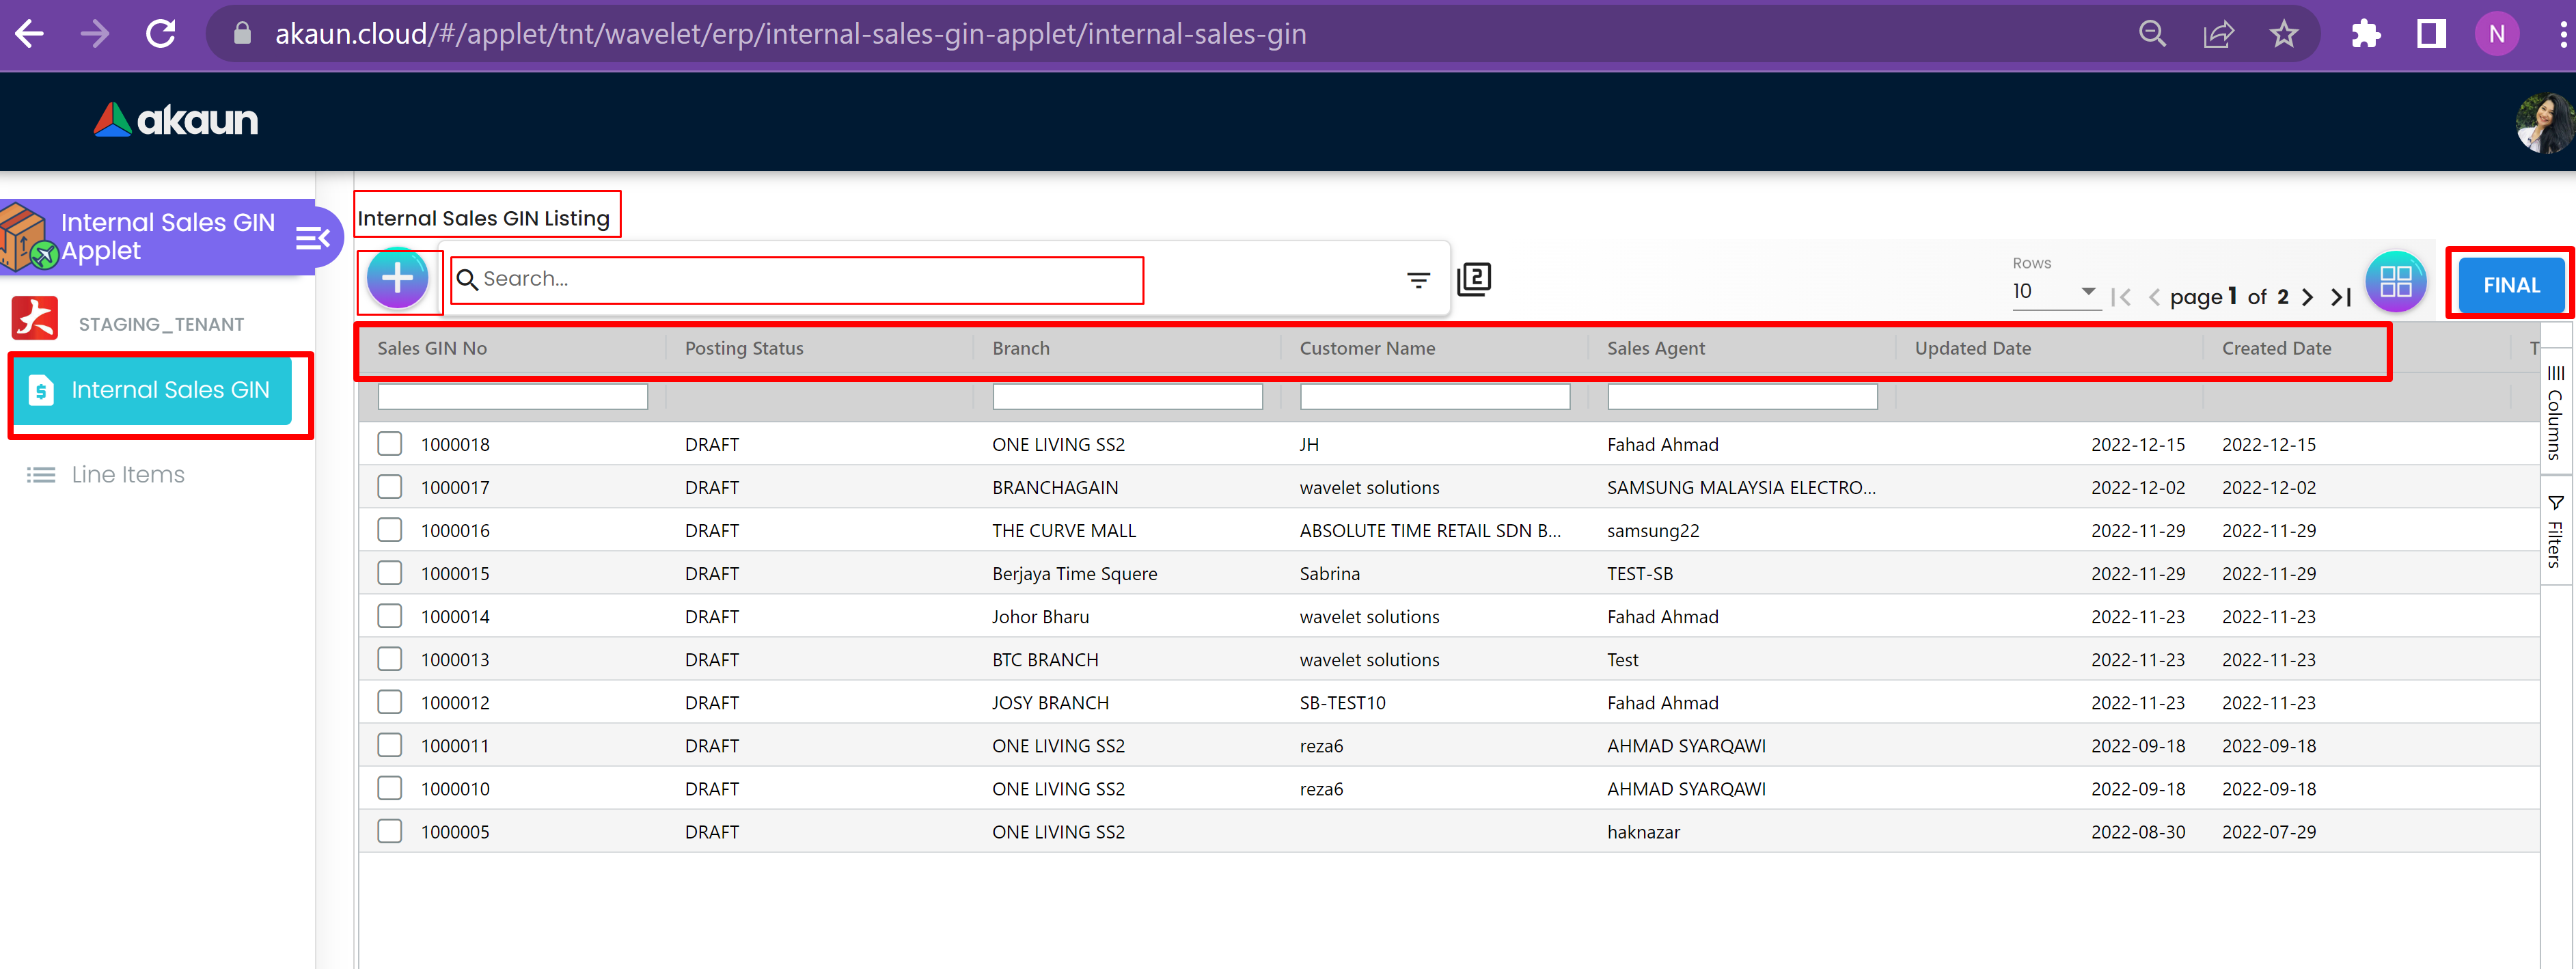 akaun.cloud/#/applet/tnt/wavelet/erp/internal-sales-gin-applet/internal-sales-gin
N
akaun
Internal Sales GIN
Applet
STAGING_TENANT
Internal Sales GIN
Line Items
Internal Sales GIN Listing
Search...
2
Rows
10
page 1 of 2
FINAL
Sales GIN No Posting Status Branch Customer Name Sales Agent Updated Date Created Date T
1000018 DRAFT ONE LIVING SS2 JH Fahad Ahmad 2022-12-15 2022-12-15
1000017 DRAFT BRANCHAGAIN wavelet solutions SAMSUNG MALAYSIA ELECTRO... 2022-12-02 2022-12-02
1000016 DRAFT THE CURVE MALL ABSOLUTE TIME RETAIL SDN B... samsung22 2022-11-29 2022-11-29
1000015 DRAFT Berjaya Time Squere Sabrina TEST-SB 2022-11-29 2022-11-29
1000014 DRAFT Johor Bharu wavelet solutions Fahad Ahmad 2022-11-23 2022-11-23
1000013 DRAFT BTC BRANCH wavelet solutions Test 2022-11-23 2022-11-23
1000012 DRAFT JOSY BRANCH SB-TEST10 Fahad Ahmad 2022-11-23 2022-11-23
1000011 DRAFT ONE LIVING SS2 reza6 AHMAD SYARQAWI 2022-09-18 2022-09-18
1000010 DRAFT ONE LIVING SS2 reza6 AHMAD SYARQAWI 2022-09-18 2022-09-18
1000005 DRAFT ONE LIVING SS2 haknazar 2022-08-30 2022-07-29
Columns
Filters